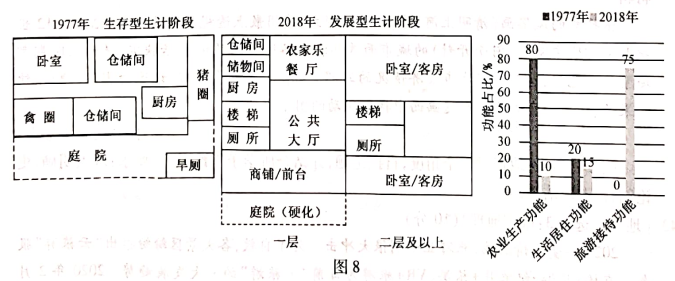 1977年 生存型生计阶段
卧室
仓储间
猪圈
厨房
禽圈
仓储间
庭院
旱厕
2018年 发展型生计阶段
仓储间
储物间
厨房
楼梯
厕所
农家乐
餐厅
公共
大厅
商铺/前台
庭院(硬化)
一层
卧室/客房
楼梯
厕所
卧室/客房
二层及以上
1977年 2018年
功能占比/%
90
80
70
60
50
40
30
20
10
0
80
10
20
15
0
75
农业生产功能
生活居住功能
旅游接待功能
图8